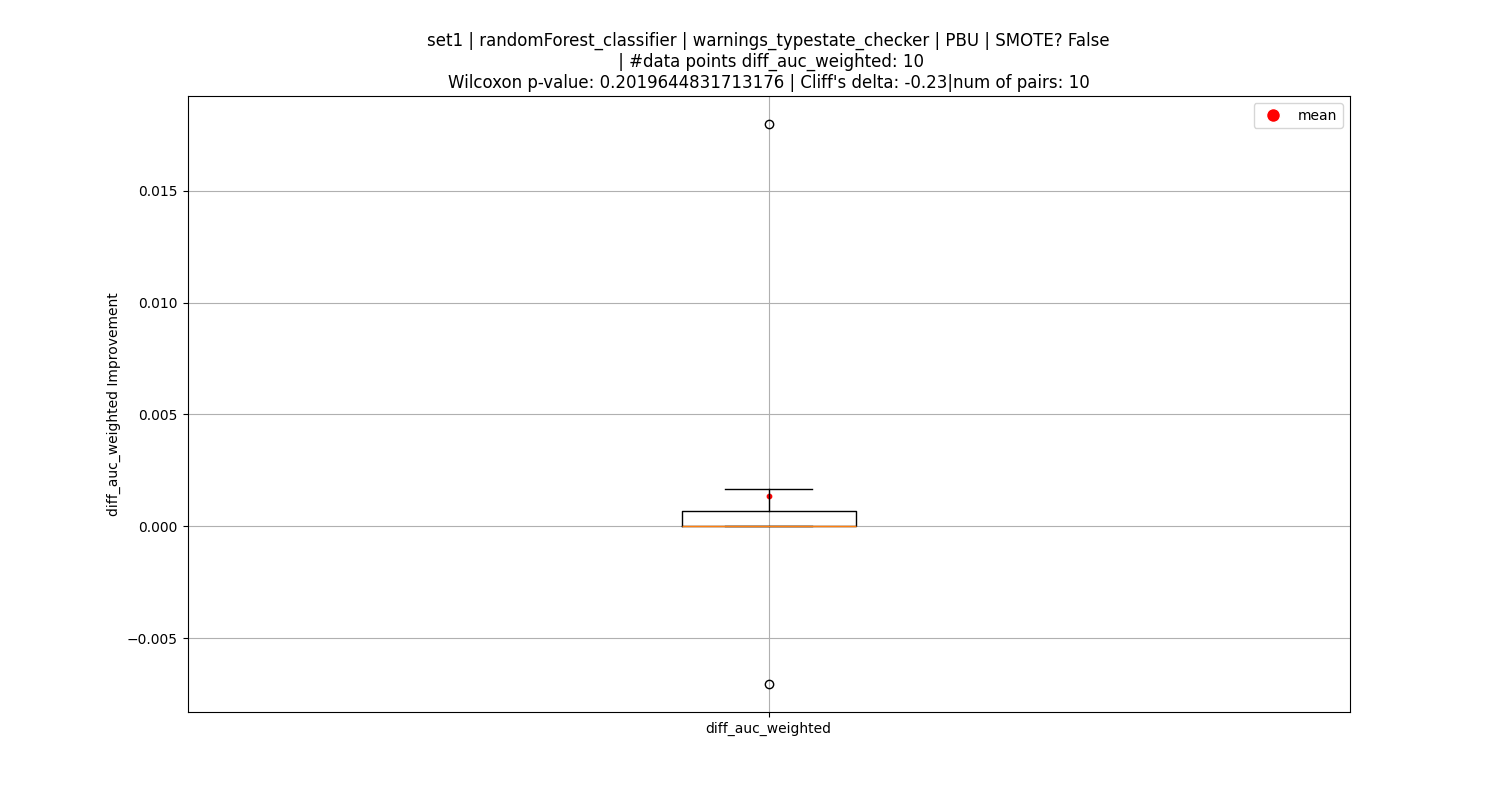 set1 | randomForest_classifier | warnings_typestate_checker | PBU | SMOTE? False
| #data points diff_auc_weighted: 10
Wilcoxon p-value: 0.2019644831713176 | Cliff's delta: -0.23|num of pairs: 10
mean
0.015
0.010
0.005
0.000
−0.005
diff_auc_weighted Improvement
diff_auc_weighted